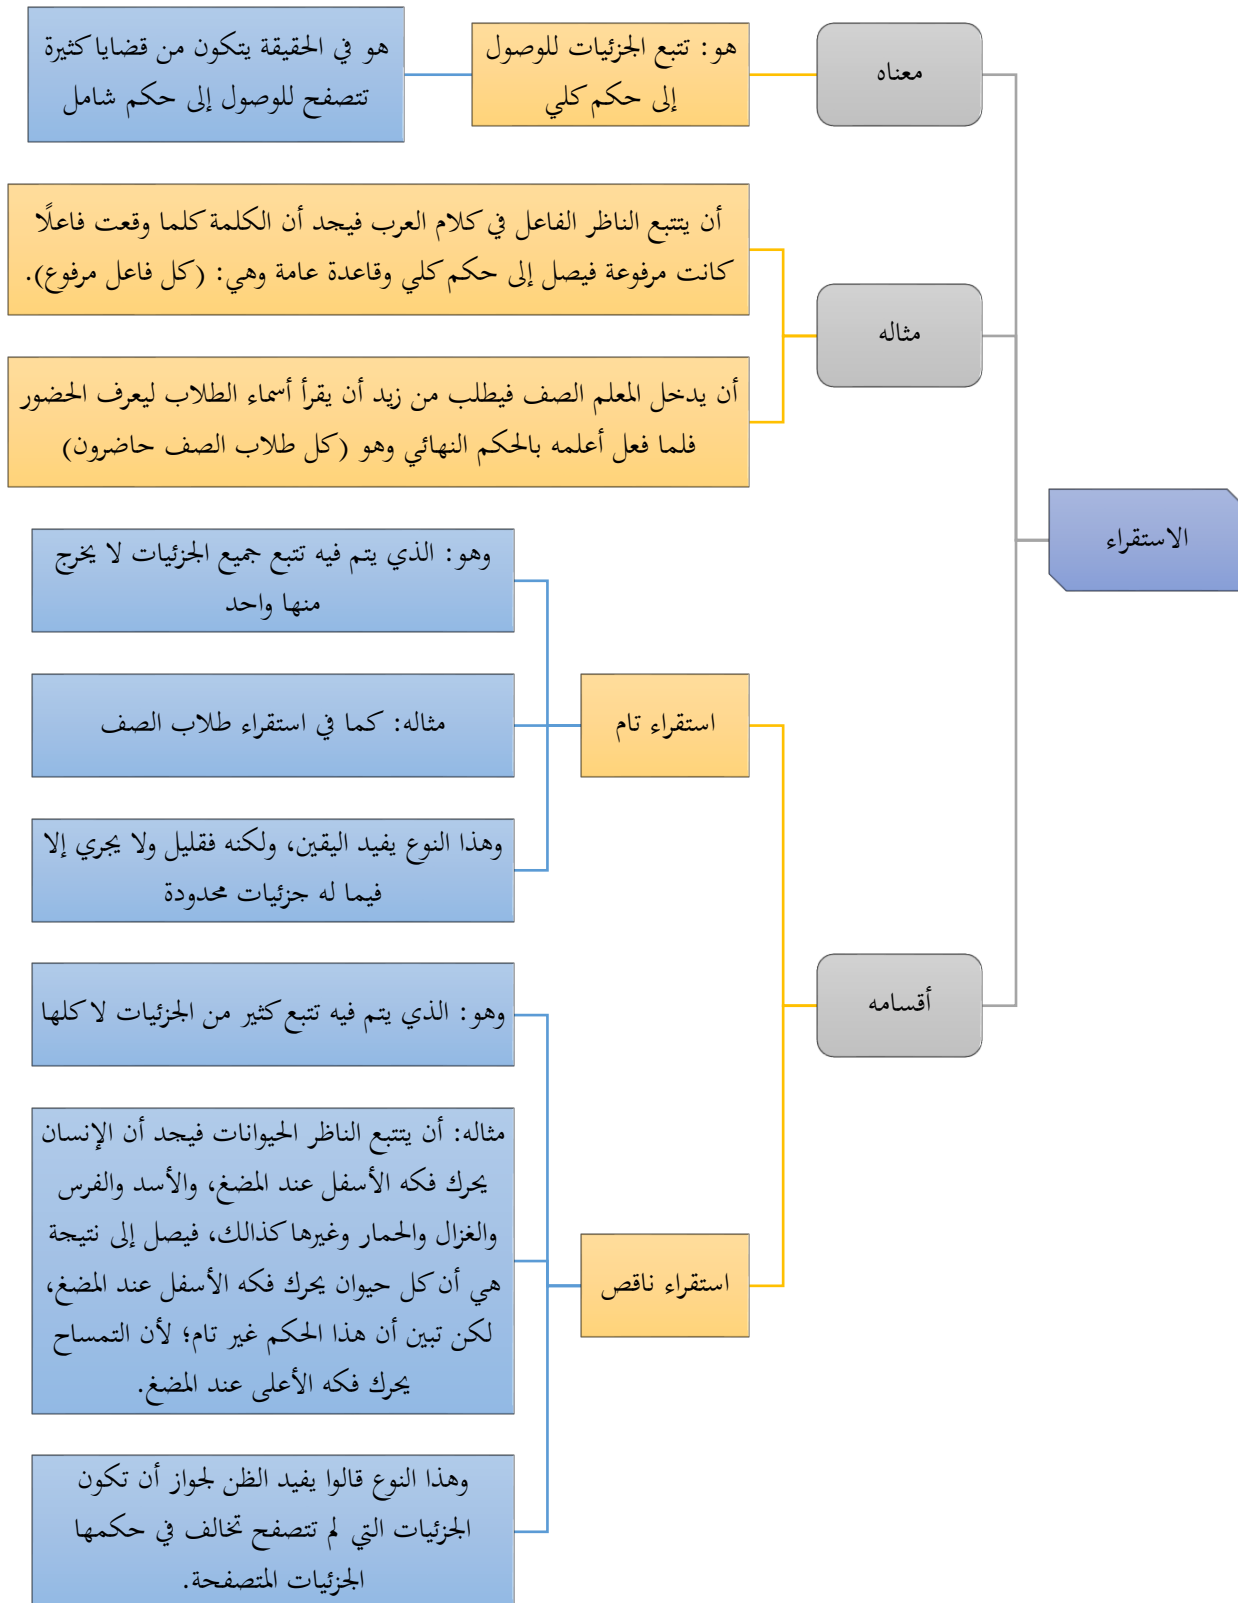 الاستقراء
معناه
هو: تتبع الجزئيات للوصول
إلى حكم كلي
هو في الحقيقة يتكون من قضايا كثيرة
تتصفح للوصول إلى حكم شامل
مثاله
أن يتتبع الناظر الفاعل في كلام العرب فيجد أن الكلمة كلما وقعت فاعلًا
كانت مرفوعة فيصل إلى حكم كلي وقاعدة عامة وهي: (كل فاعل مرفوع).
أن يدخل المعلم الصف فيطلب من زيد أن يقرأ أسماء الطلاب ليعرف الحضور
فلما فعل أعلمه بالحكم النهائي وهو (كل طلاب الصف حاضرون)
أقسامه
استقراء تام
وهو: الذي يتم فيه تتبع جميع الجزئيات لا يخرج
منها واحد
مثاله: كما في استقراء طلاب الصف
وهذا النوع يفيد اليقين، ولكنه فقليل ولا يجري إلا
فيما له جزئيات محدودة
استقراء ناقص
وهو: الذي يتم فيه تتبع كثير من الجزئيات لا كلها
مثاله: أن يتتبع الناظر الحيوانات فيجد أن الإنسان
يحرك فكه الأسفل عند المضغ، والأسد والفرس
والغزال والحمار وغيرها كذالك، فيصل إلى نتيجة
هي أن كل حيوان يحرك فكه الأسفل عند المضغ،
لكن تبين أن هذا الحكم غير تام؛ لأن التمساح
يحرك فكه الأعلى عند المضغ.
وهذا النوع قالوا يفيد الظن لجواز أن تكون
الجزئيات التي لم تتصفح تخالف في حكمها
الجزئيات المتصفحة.